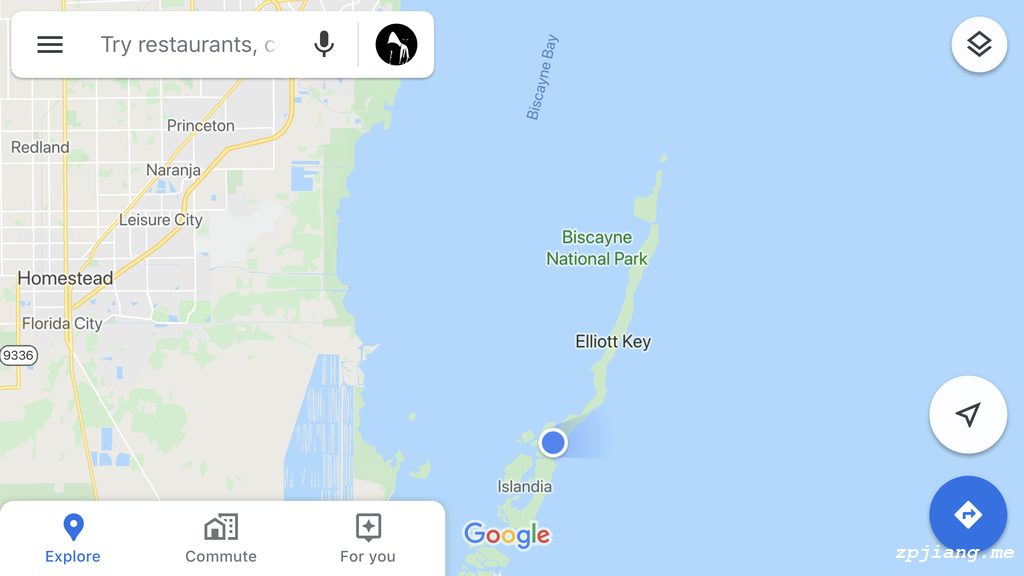 Try restaurants, c
Biscayne Bay
Princeton
Redland
Naranja
Leisure City
Biscayne
National Park
Homestead
Florida City
Elliott Key
9336
Islandia
Google
Explore
Commute
For you
zpjiang.me